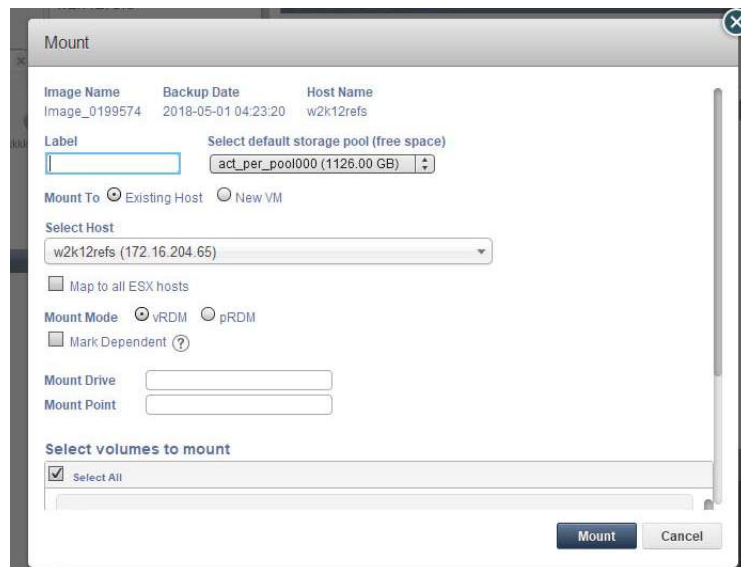 Mount
Image Name Backup Date Host Name
Image_0199574 2018-05-01 04:23:20 w2k12refs
Label Select default storage pool (free space)
act_per_pool000 (1126.00 GB)
Mount To Existing Host New VM
Select Host
w2k12refs (172.16.204.65)
Map to all ESX hosts
Mount Mode vRDM pRDM
Mark Dependent ?
Mount Drive
Mount Point
Select volumes to mount
Select All
Mount Cancel